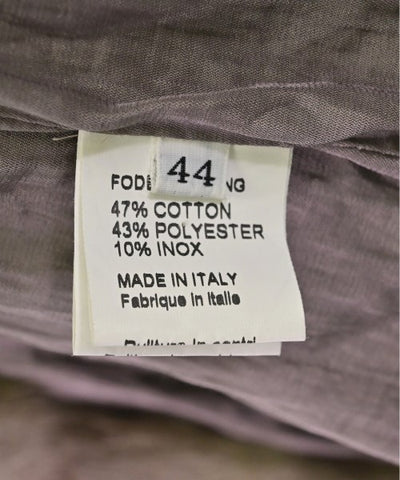 44
47% COTTON
43% POLYESTER
10% INOX
MADE IN ITALY
Fabrique in Italie